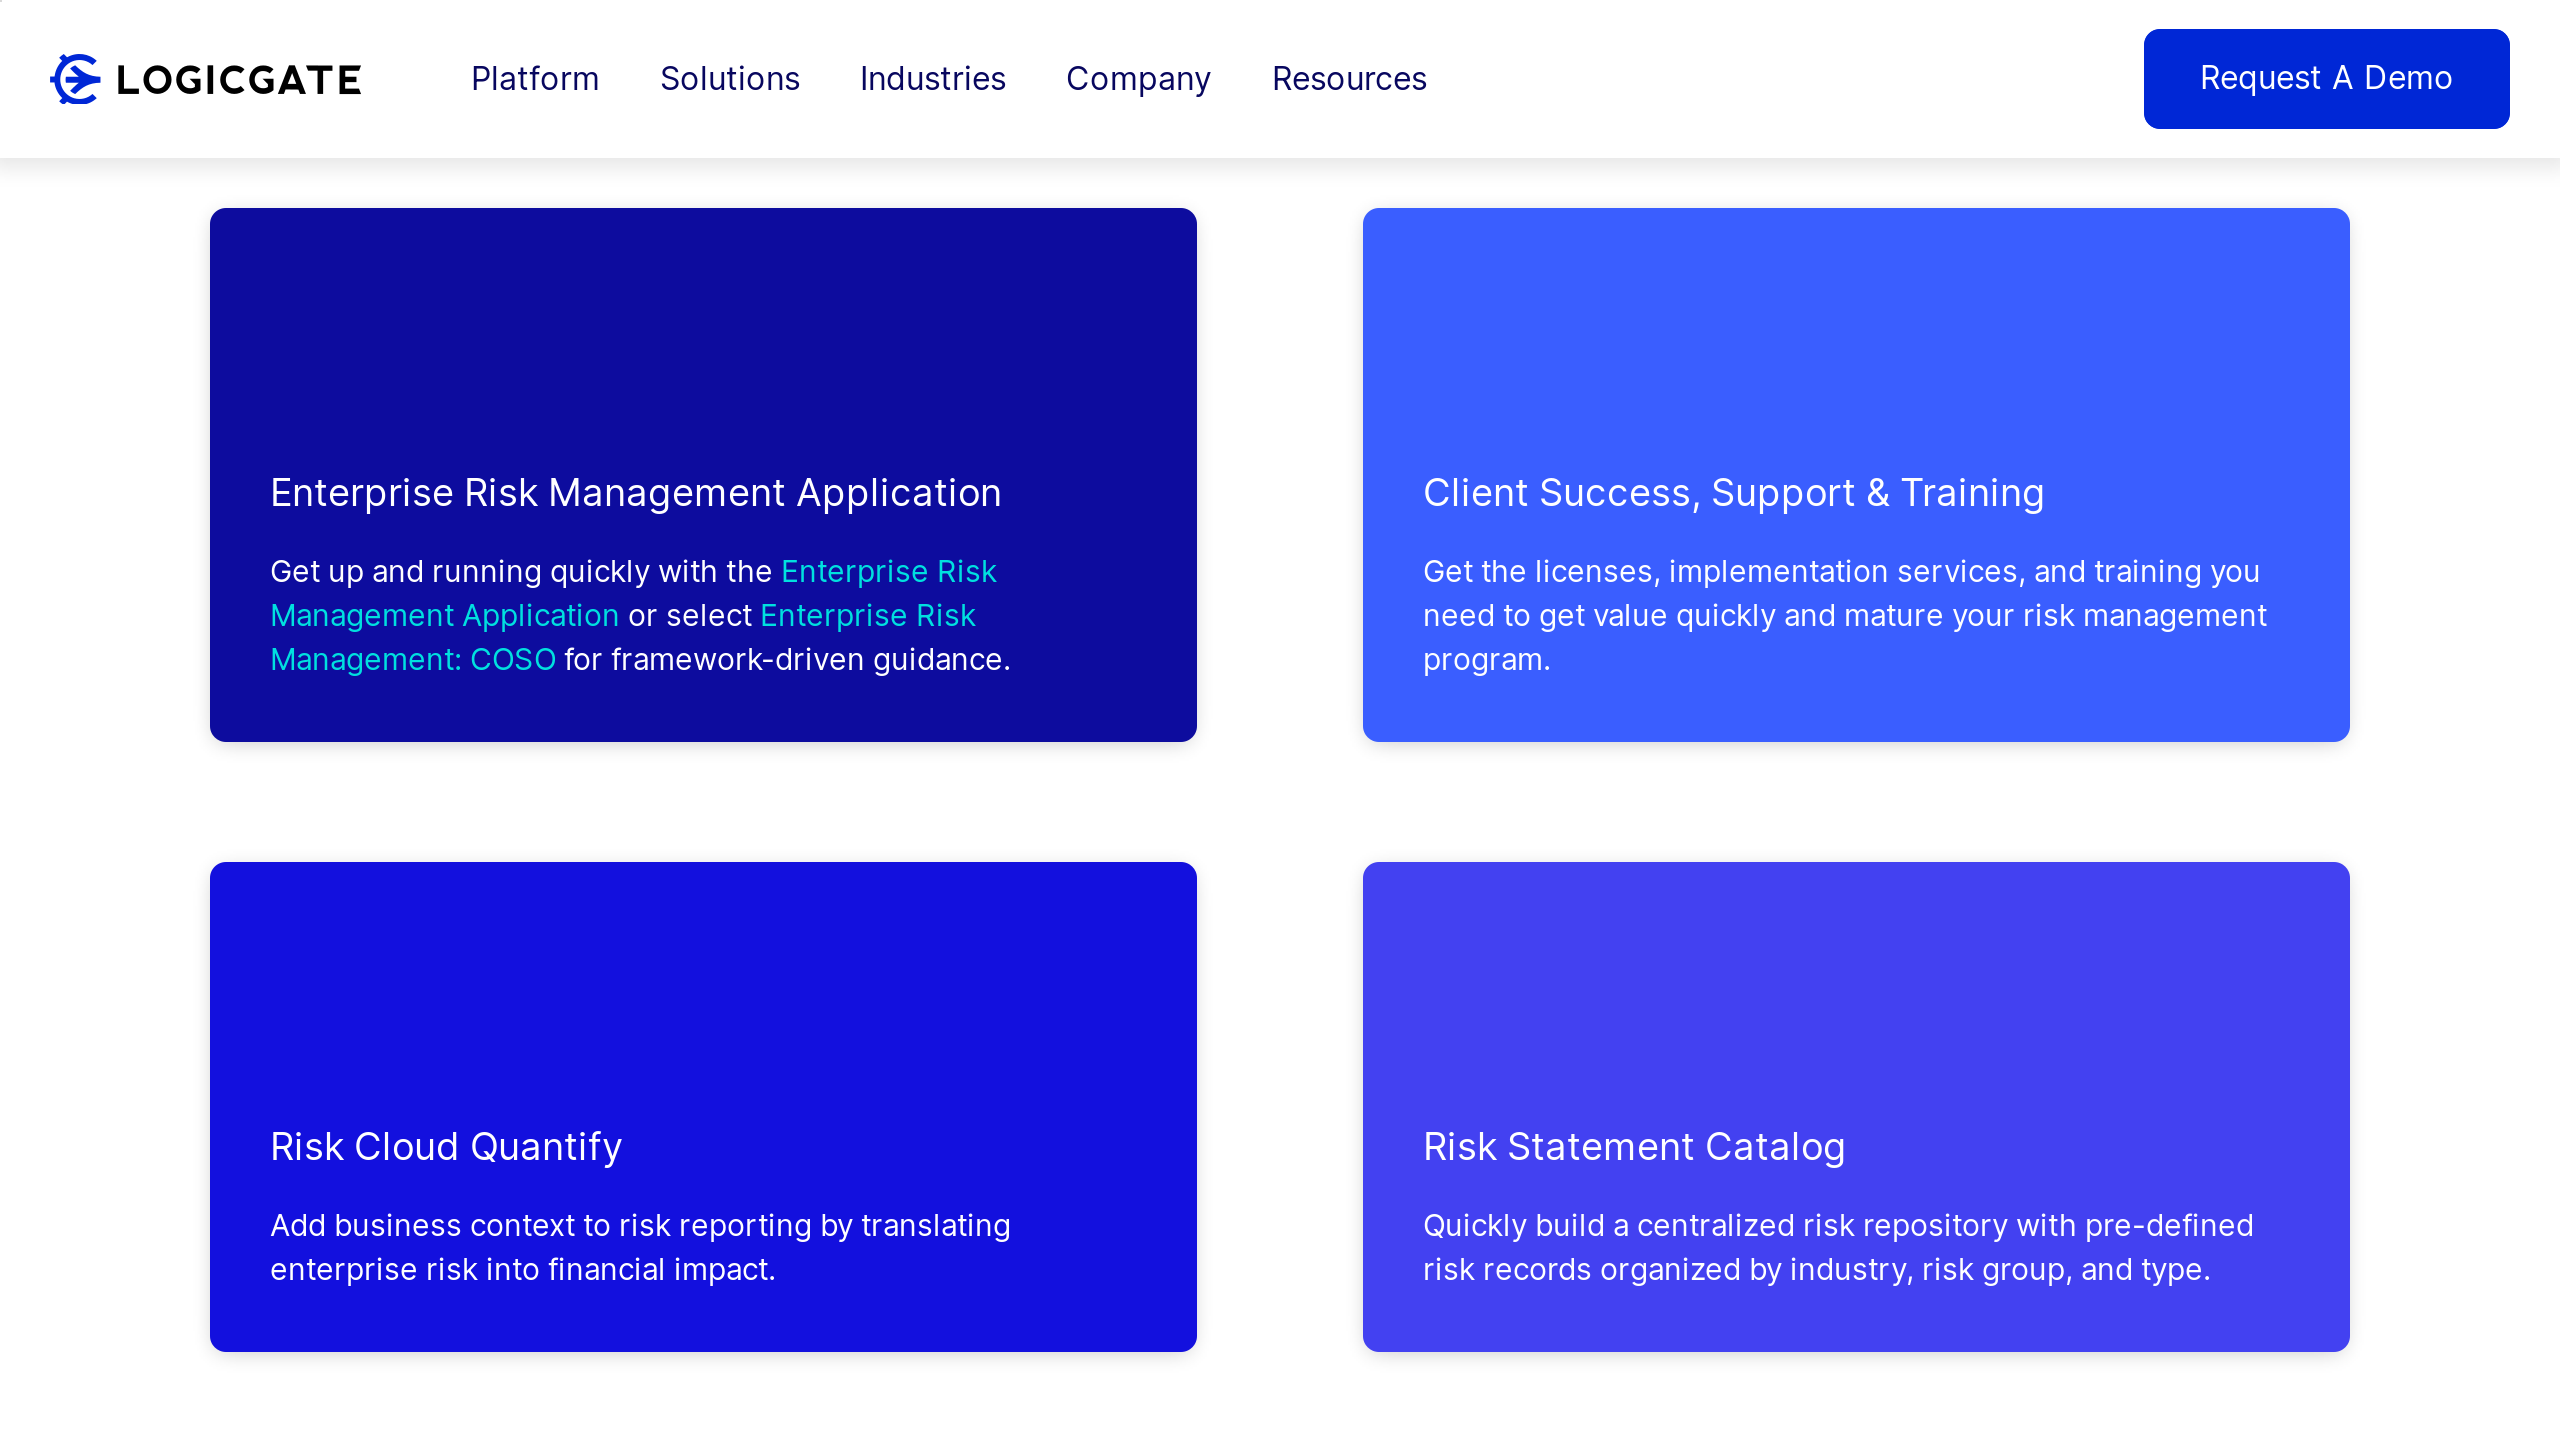 LOGICGATE
Platform
Solutions
Industries
Company
Resources
Request A Demo
Enterprise Risk Management Application
Get up and running quickly with the Enterprise Risk
Management Application or select Enterprise Risk
Management: COSO for framework-driven guidance.
Client Success, Support & Training
Get the licenses, implementation services, and training you
need to get value quickly and mature your risk management
program.
Risk Cloud Quantify
Add business context to risk reporting by translating
enterprise risk into financial impact.
Risk Statement Catalog
Quickly build a centralized risk repository with pre-defined
risk records organized by industry, risk group, and type.